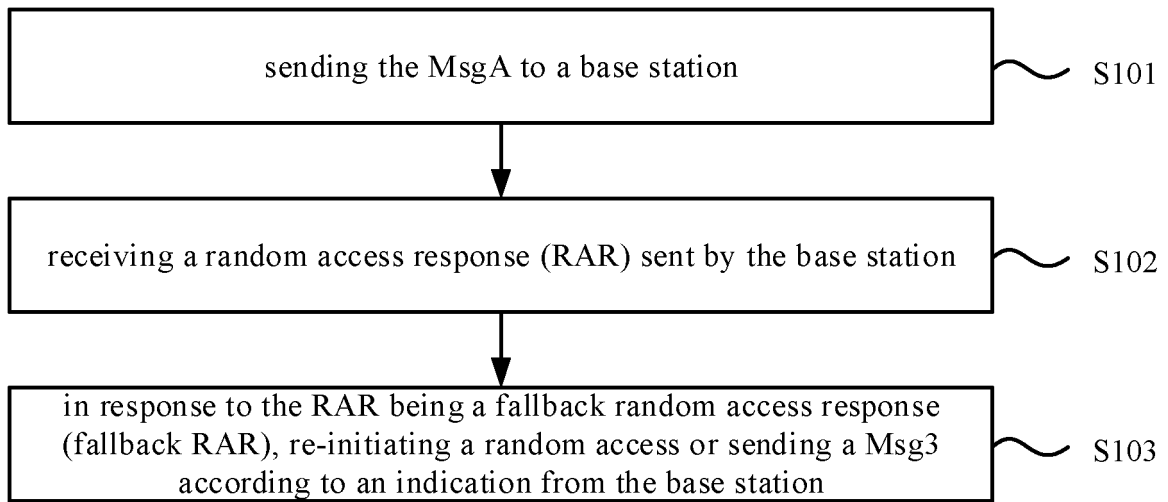 sending the MsgA to a base station
S101
receiving a random access response (RAR) sent by the base station
S102
in response to the RAR being a fallback random access response
(fallback RAR), re-initiating a random access or sending a Msg3
according to an indication from the base station
S103